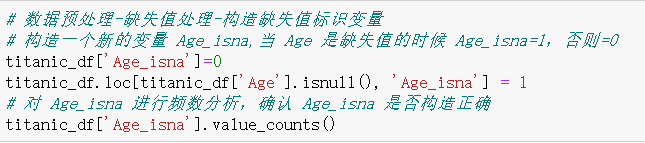 # 数据预处理-缺失值处理-构造缺失值标识变量
# 构造一个新的变量 Age_isna,当 Age 是缺失值的时候 Age_isna=1，否则=0
titanic_df['Age_isna']=0
titanic_df.loc[titanic_df['Age'].isnull(), 'Age_isna'] = 1
# 对 Age_isna 进行频数分析，确认 Age_isna 是否构造正确
titanic_df['Age_isna'].value_counts()